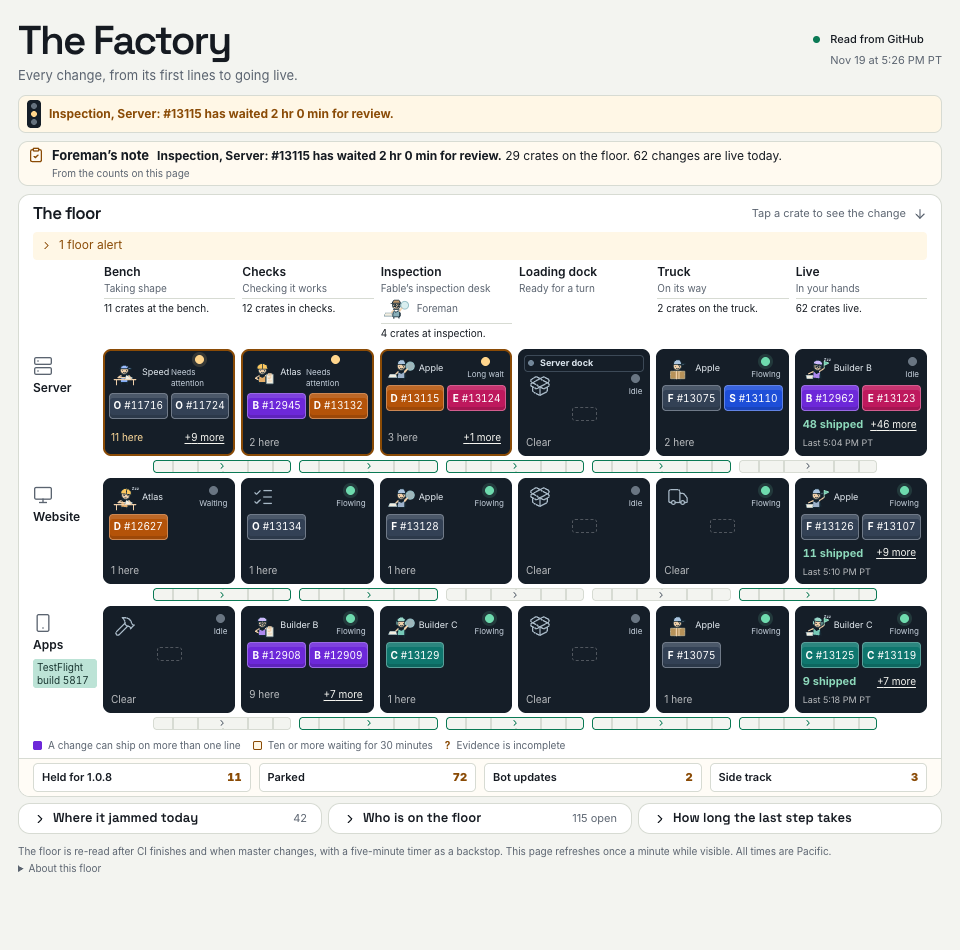 The Factory
Every change, from its first lines to going live.
Read from GitHub
Nov 19 at 5:26 PM PT
Inspection, Server: #13115 has waited 2 hr 0 min for review.
Foreman's note Inspection, Server: #13115 has waited 2 hr 0 min for review. 29 crates on the floor. 62 changes are live today.
From the counts on this page
The floor
Tap a crate to see the change
1 floor alert
Bench
Taking shape
11 crates at the bench.
Checks
Checking it works
12 crates in checks.
Inspection
Fable's inspection desk
Foreman
4 crates at inspection.
Loading dock
Ready for a turn
Truck
On its way
2 crates on the truck.
Live
In your hands
62 crates live.
Server
Speed Needs attention
O #11716 O #11724
11 here +9 more
Atlas Needs attention
B #12945 D #13132
2 here
Apple Long wait
D #13115 E #13124
3 here +1 more
Server dock
Idle
Clear
Apple Flowing
F #13075 S #13110
2 here
Builder B Idle
B #12962 E #13123
48 shipped +46 more
Last 5:04 PM PT
Website
Atlas Waiting
D #12627
1 here
Flowing
O #13134
1 here
Apple Flowing
F #13128
1 here
Idle
Clear
Flowing
Clear
Apple Flowing
F #13126 F #13107
11 shipped +9 more
Last 5:10 PM PT
Apps
TestFlight
build 5817
Idle
Clear
Builder B Flowing
B #12908 B #12909
9 here +7 more
Builder C Flowing
C #13129
1 here
Idle
Clear
Apple Flowing
F #13075
1 here
Builder C Flowing
C #13125 C #13119
9 shipped +7 more
Last 5:18 PM PT
A change can ship on more than one line
Ten or more waiting for 30 minutes
? Evidence is incomplete
Held for 1.0.8 11
Parked 72
Bot updates 2
Side track 3
Where it jammed today 42
Who is on the floor 115 open
How long the last step takes
The floor is re-read after CI finishes and when master changes, with a five-minute timer as a backstop. This page refreshes once a minute while visible. All times are Pacific.
About this floor